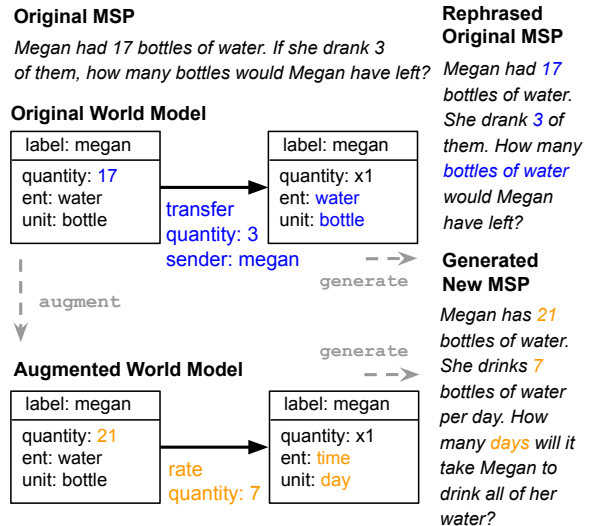 Original MSP
Megan had 17 bottles of water. If she drank 3
of them, how many bottles would Megan have left?
Original World Model
label: megan
quantity: 17
ent: water
unit: bottle
transfer
quantity: 3
sender: megan
label: megan
quantity: x1
ent: water
unit: bottle
generate
augment
Rephrased
Original MSP
Megan had 17
bottles of water.
She drank 3 of
them. How many
bottles of water
would Megan
have left?
Augmented World Model
label: megan
quantity: 21
ent: water
unit: bottle
rate
quantity: 7
label: megan
quantity: x1
ent: time
unit: day
generate
Generated
New MSP
Megan has 21
bottles of water.
She drinks 7
bottles of water
per day. How
many days will it
take Megan to
drink all of her
water?